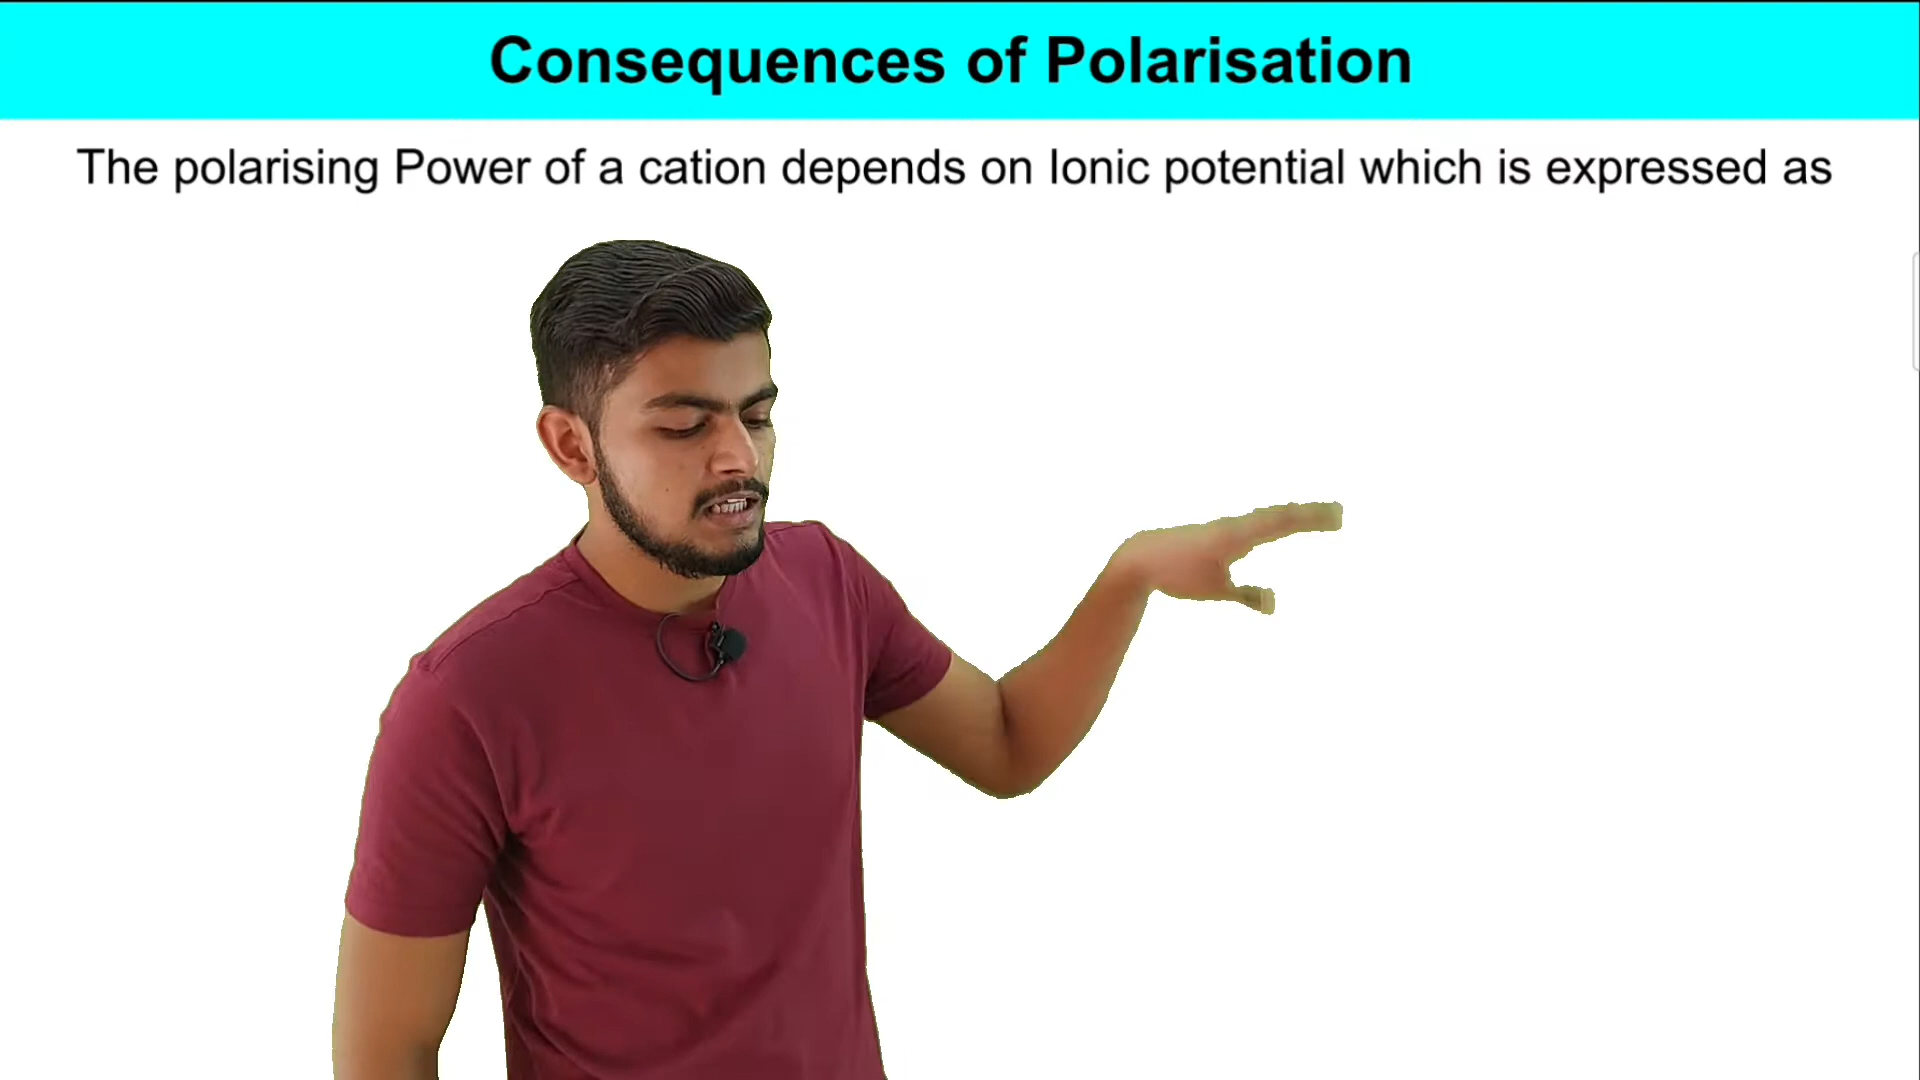 Consequences of Polarisation
The polarising Power of a cation depends on Ionic potential which is expressed as